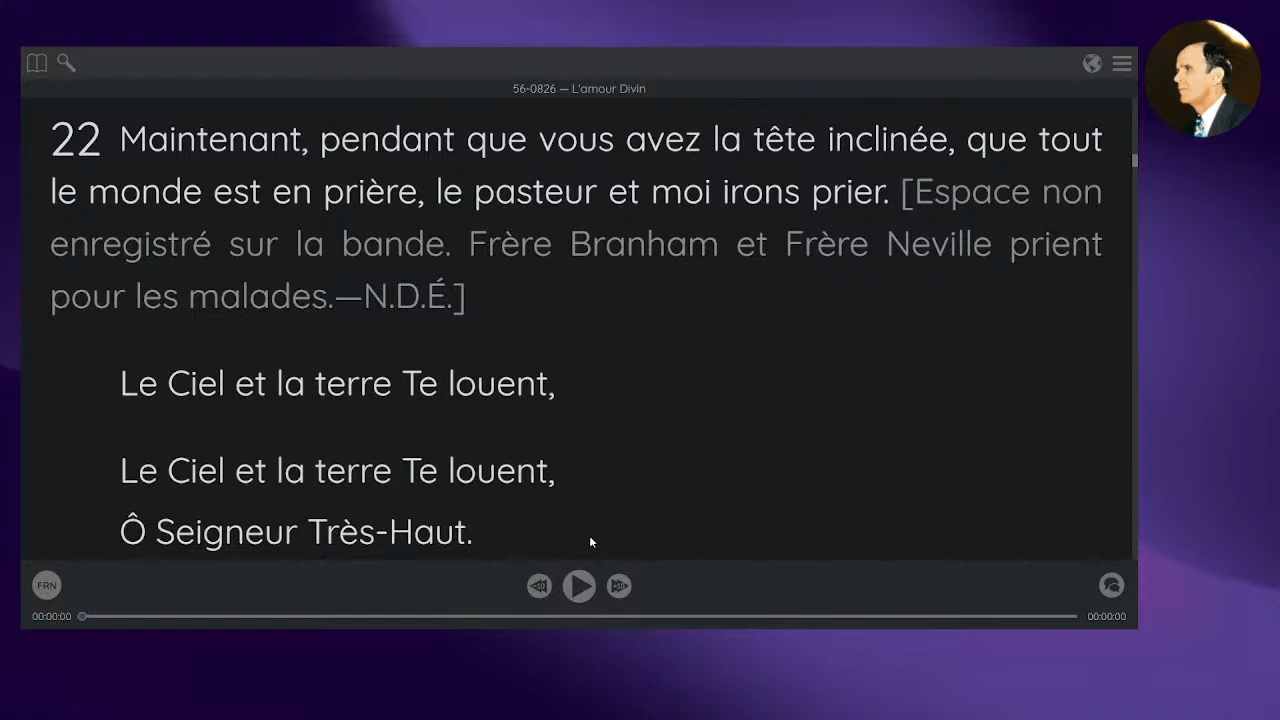 56-0826 — L'amour Divin
22 Maintenant, pendant que vous avez la tête inclinée, que tout
le monde est en prière, le pasteur et moi irons prier. [Espace non
enregistré sur la bande. Frère Branham et Frère Neville prient
pour les malades.—N.D.É.]
Le Ciel et la terre Te louent,
Le Ciel et la terre Te louent,
Ô Seigneur Très-Haut.
FRN
00:00:00
00:00:00